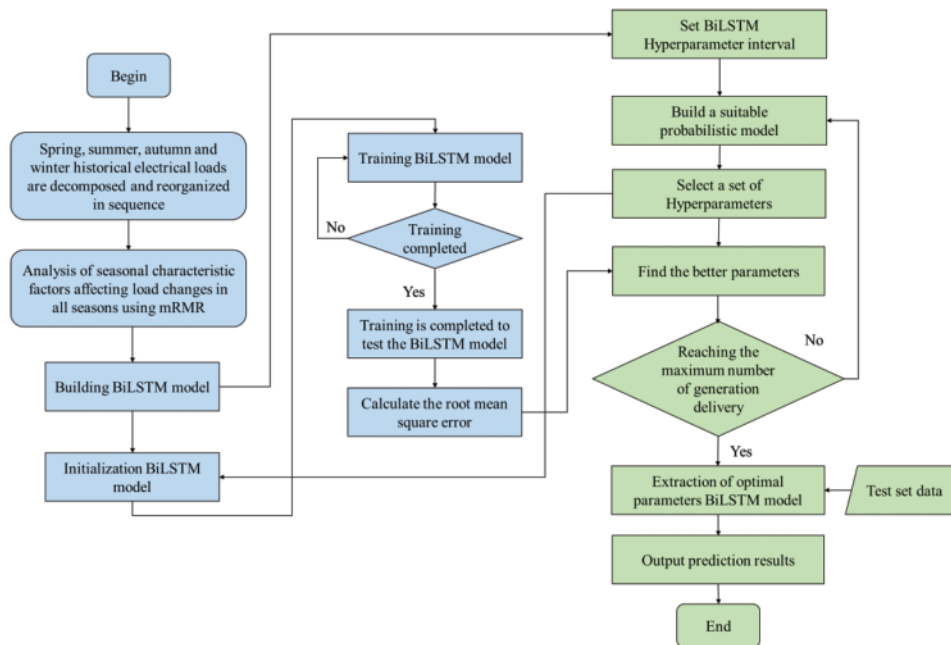 Begin
Spring, summer, autumn and
winter historical electrical loads
are decomposed and reorganized
in sequence
Analysis of seasonal characteristic
factors affecting load changes in
all seasons using mRMR
Building BiLSTM model
Initialization BiLSTM
model
Training BiLSTM model
No
Training
completed
Yes
Training is completed to
test the BiLSTM model
Calculate the root mean
square error
Set BiLSTM
Hyperparameter interval
Build a suitable
probabilistic model
Select a set of
Hyperparameters
Find the better parameters
No
Reaching the
maximum number
of generation
delivery
Yes
Extraction of optimal
parameters BiLSTM model
Test set data
Output prediction results
End